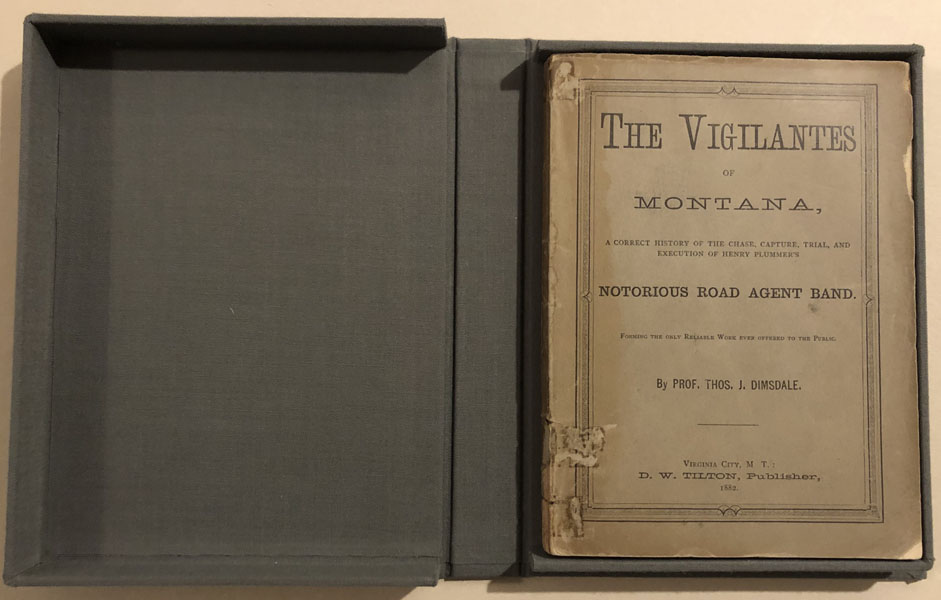 THE VIGILANTES
OF
MONTANA,
A CORRECT HISTORY OF THE CHASE, CAPTURE, TRIAL, AND
EXECUTION OF HENRY PLUMMER'S
NOTORIOUS ROAD AGENT BAND.
FORMING THE ONLY RELIABLE WORK EVER OFFERED TO THE PUBLIC.
By PROF. THOS. J. DIMSDALE.
VIRGINIA CITY, M T.:
D. W. TILTON, Publisher,
1882.